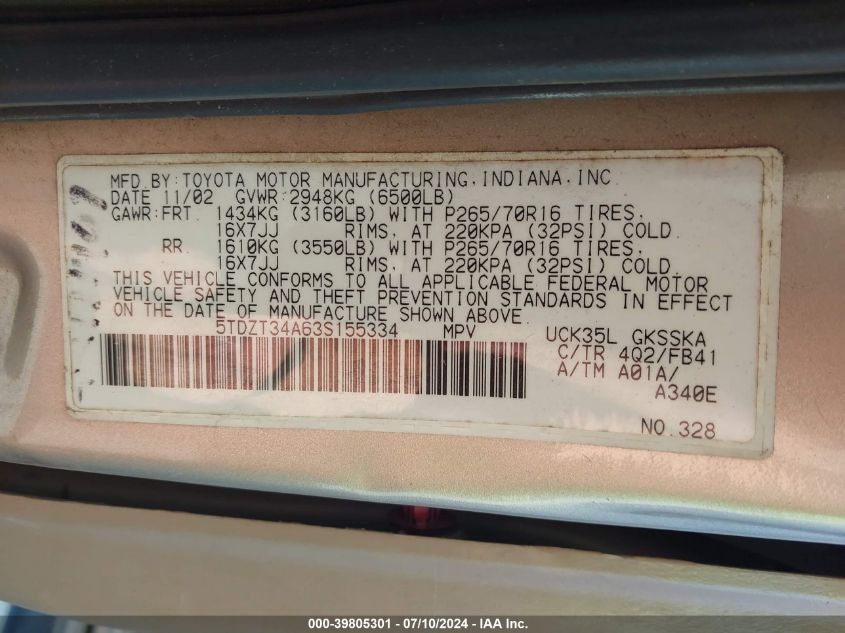 MFD BY:TOYOTA MOTOR MANUFACTURING,INDIANA,INC.
DATE 11/02 GVWR:2948KG (6500LB)
GAWR:FRT. 1434KG (3160LB) WITH P265/70R16 TIRES,
16X7JJ RIMS, AT 220KPA (32PSI) COLD.
RR. 1610KG (3550LB) WITH P265/70R16 TIRES,
16X7JJ RIMS, AT 220KPA (32PSI) COLD.
THIS VEHICLE CONFORMS TO ALL APPLICABLE FEDERAL MOTOR
VEHICLE SAFETY AND THEFT PREVENTION STANDARDS IN EFFECT
ON THE DATE OF MANUFACTURE SHOWN ABOVE.
5TDZT34A63S155334 MPV UCK35L GKSSKA
C/TR 4Q2/FB41
A/TM A01A/
A340E
NO.328
000-39805301 - 07/10/2024 - IAA Inc.